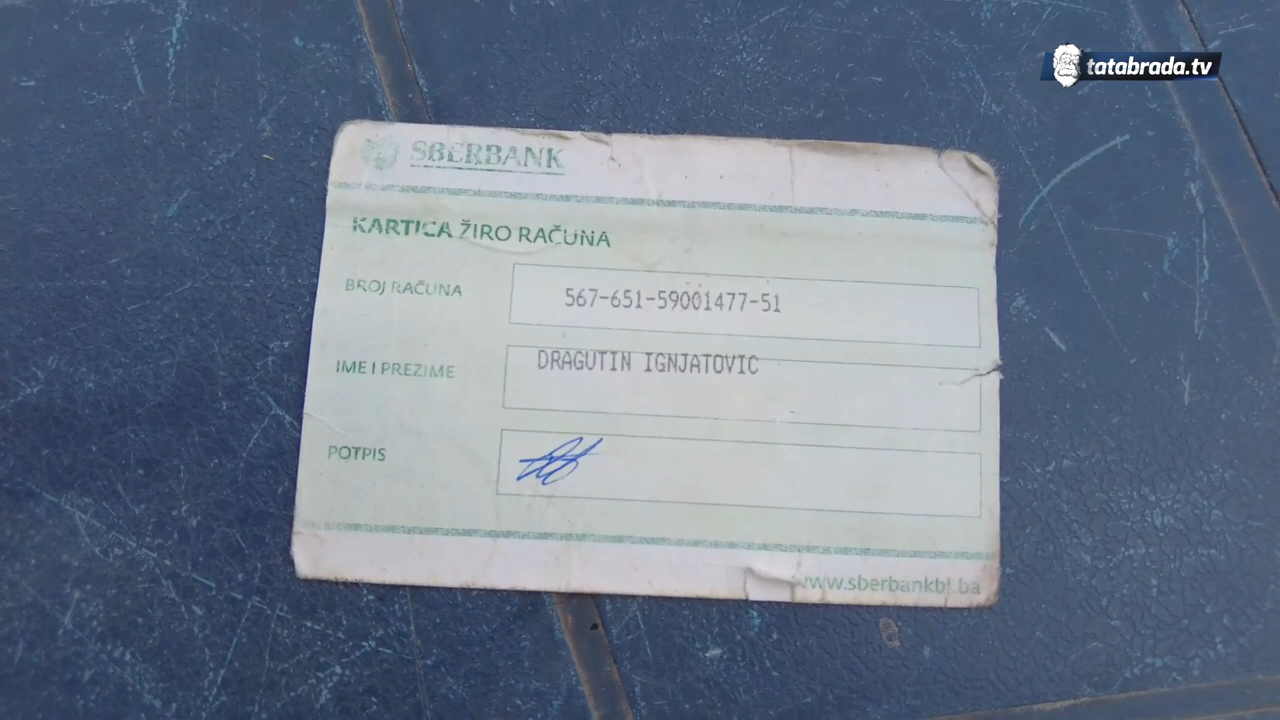 tatabrada.tv
SBERBANK
KARTICA ŽIRO RAČUNA
BROJ RAČUNA 567-651-59001477-51
IME I PREZIME DRAGUTIN IGNJATOVIC
POTPIS
www.sberbankbl.ba